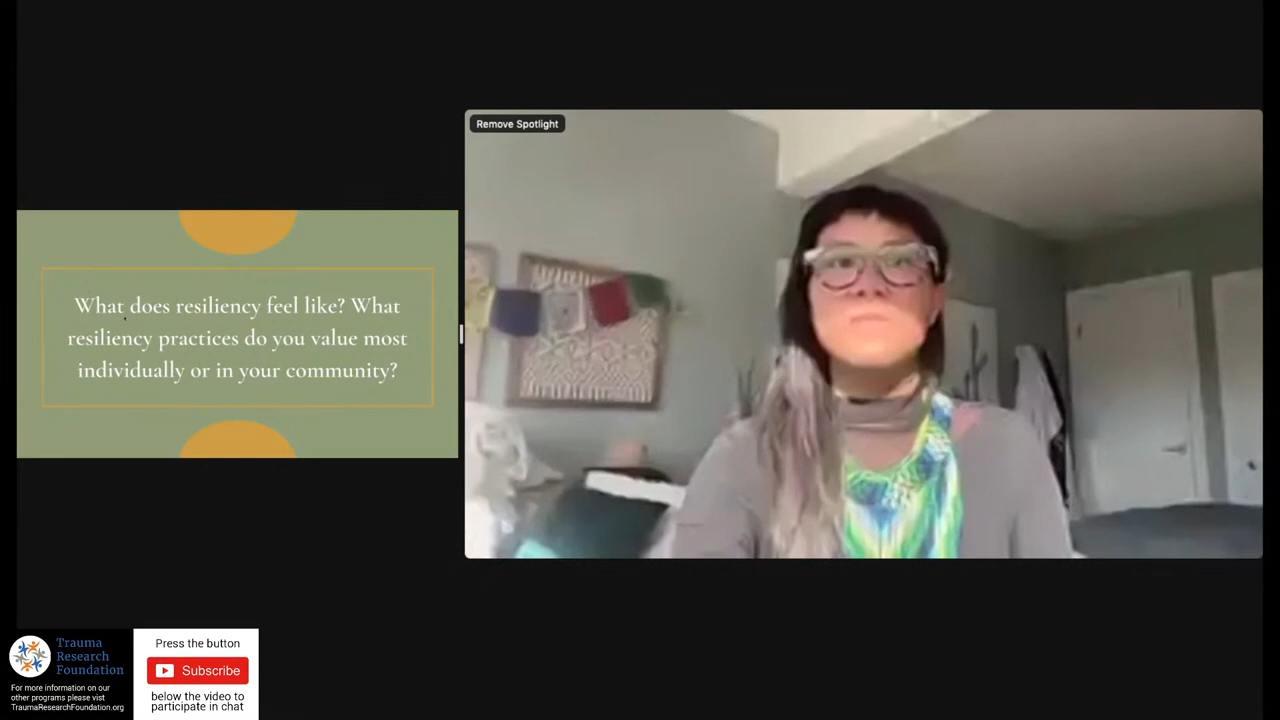 Remove Spotlight
What does resiliency feel like? What
resiliency practices do you value most
individually or in your community?
Trauma
Research
Foundation
For more information on our
other programs please visit
TraumaResearchFoundation.org
Press the button
Subscribe
below the video to
participate in chat